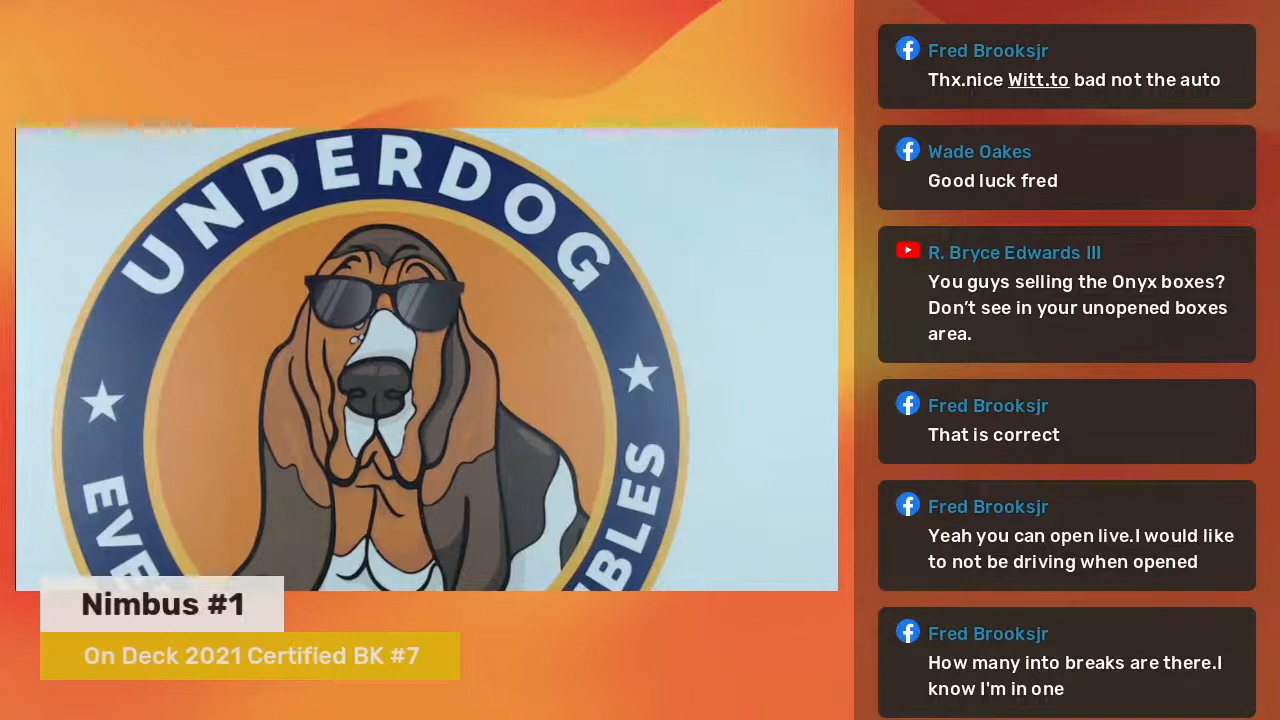 UNDERDOG
Nimbus #1
On Deck 2021 Certified BK #7
Fred Brooksjr
Thx.nice Witt.to bad not the auto
Wade Oakes
Good luck fred
R. Bryce Edwards III
You guys selling the Onyx boxes?
Don’t see in your unopened boxes
area.
Fred Brooksjr
That is correct
Fred Brooksjr
Yeah you can open live.I would like
to not be driving when opened
Fred Brooksjr
How many into breaks are there.I
know I'm in one